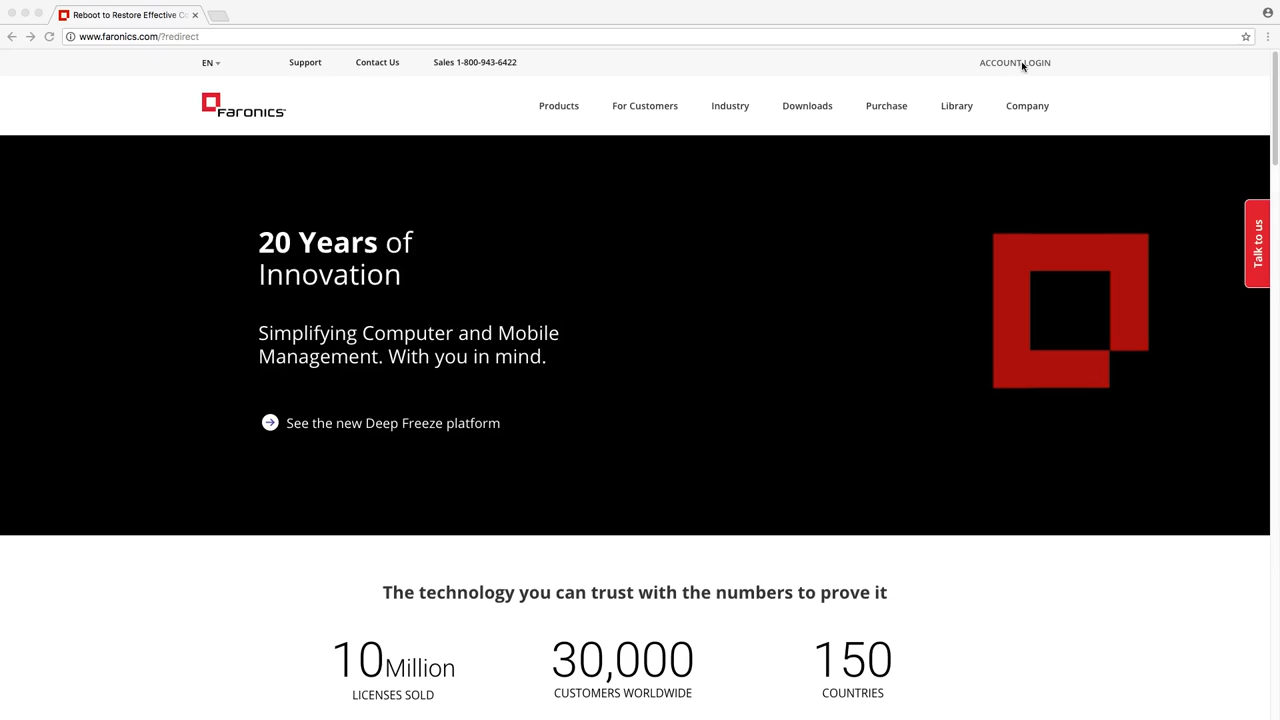 Reboot to Restore Effective Co
www.faronics.com/?redirect
EN
Support
Contact Us
Sales 1-800-943-6422
ACCOUNT LOGIN
FARONICS
Products
For Customers
Industry
Downloads
Purchase
Library
Company
20 Years of
Innovation
Simplifying Computer and Mobile
Management. With you in mind.
See the new Deep Freeze platform
Talk to us
The technology you can trust with the numbers to prove it
10Million
LICENSES SOLD
30,000
CUSTOMERS WORLDWIDE
150
COUNTRIES